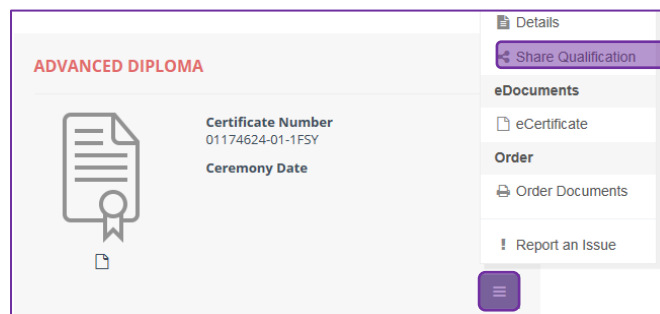 ADVANCED DIPLOMA
Certificate Number
01174624-01-1FSY
Ceremony Date
Details
Share Qualification
eDocuments
eCertificate
Order
Order Documents
Report an Issue